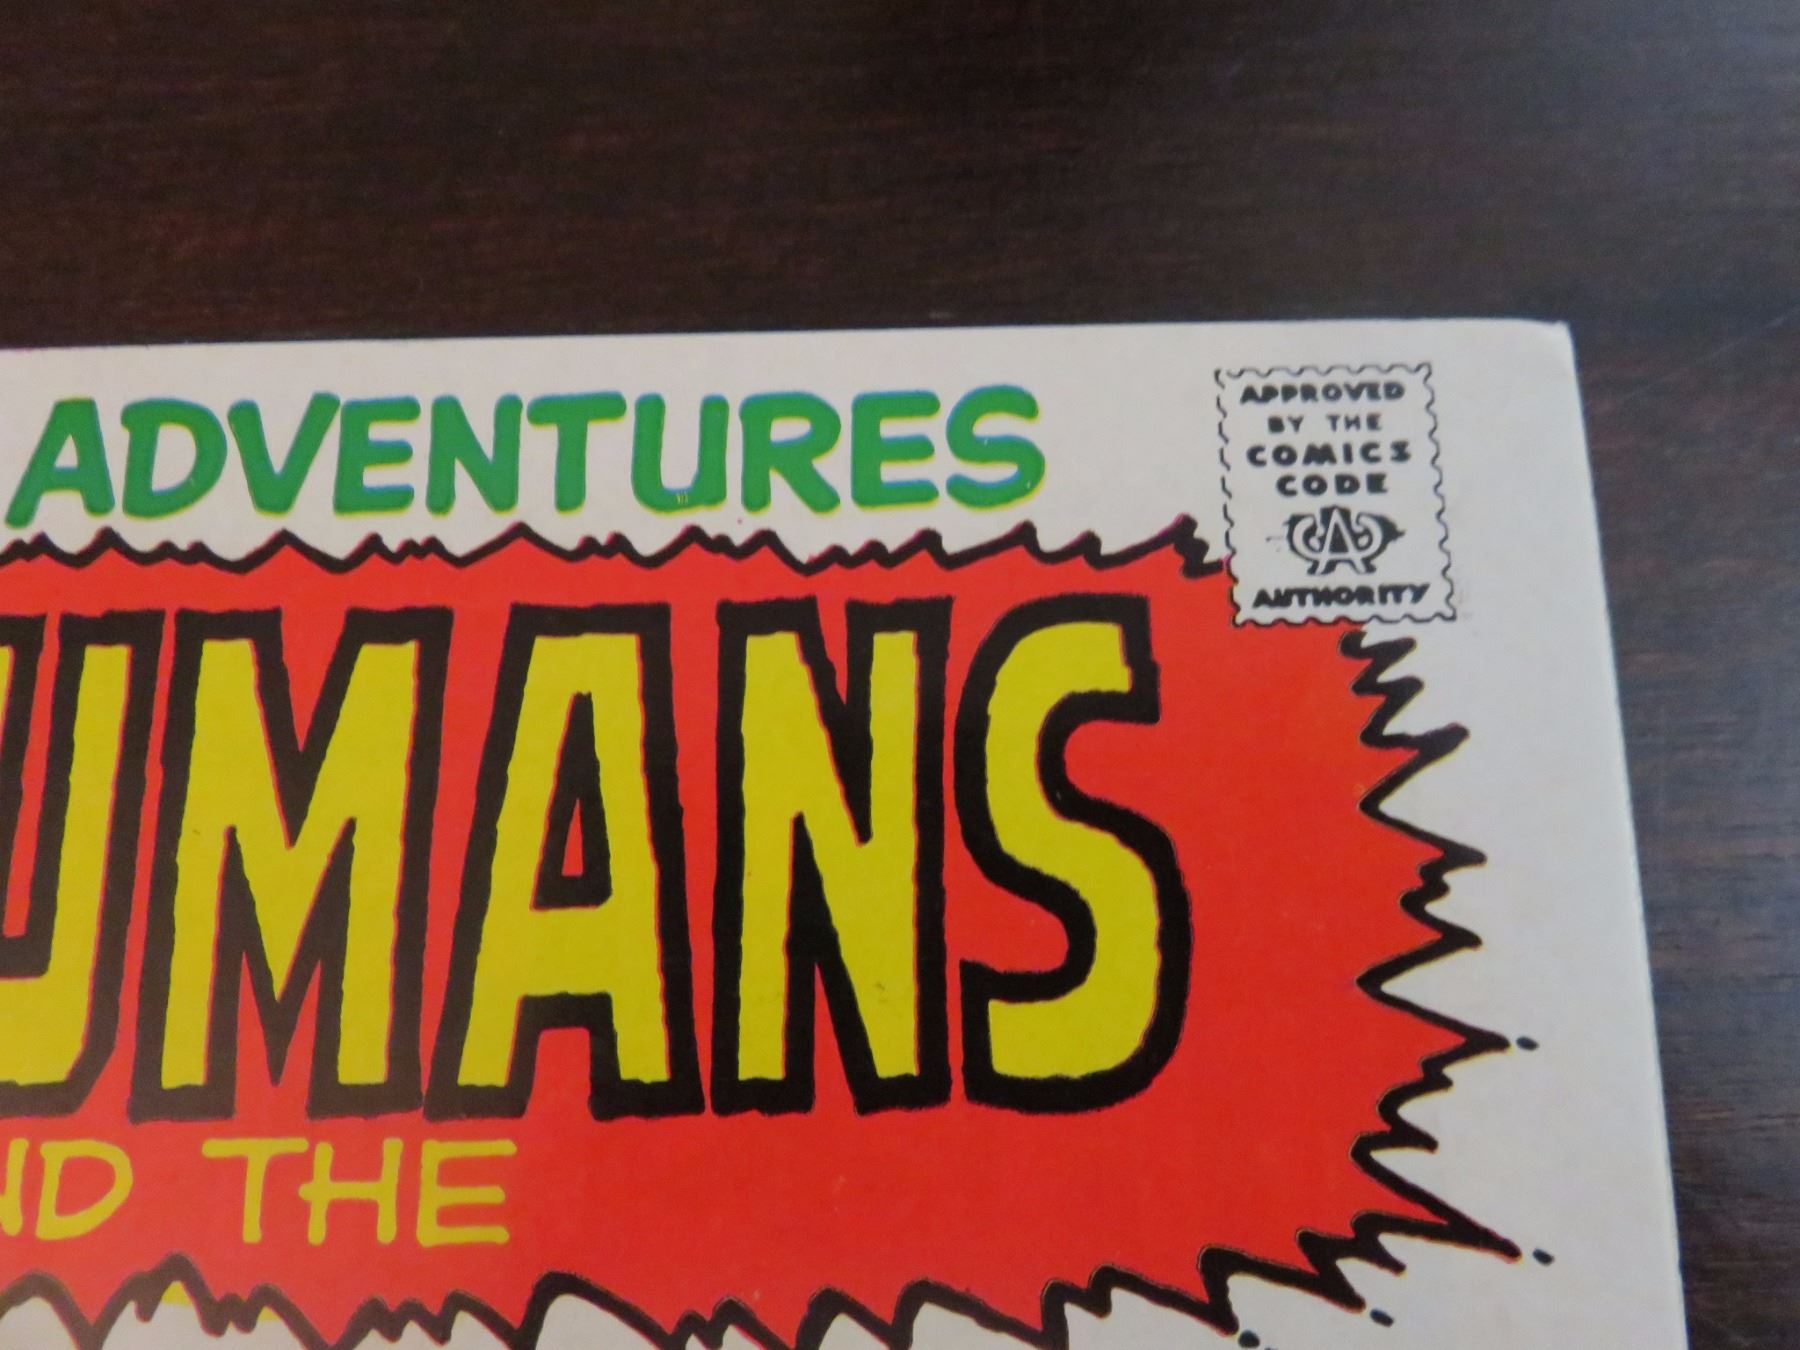 ADVENTURES
APPROVED
BY THE
COMICS
CODE
A
AUTHORITY
UMANS
ND THE